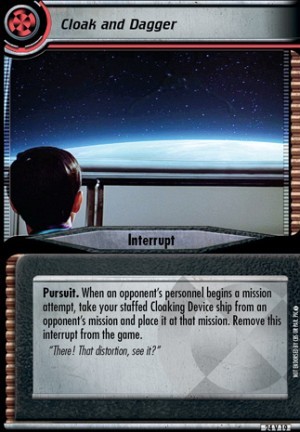 Cloak and Dagger
Interrupt
Pursuit. When an opponent's personnel begins a mission
attempt, take your staffed Cloaking Device ship from an
opponent's mission and place it at that mission. Remove this
interrupt from the game.
"There! That distortion, see it?"
24 V 19